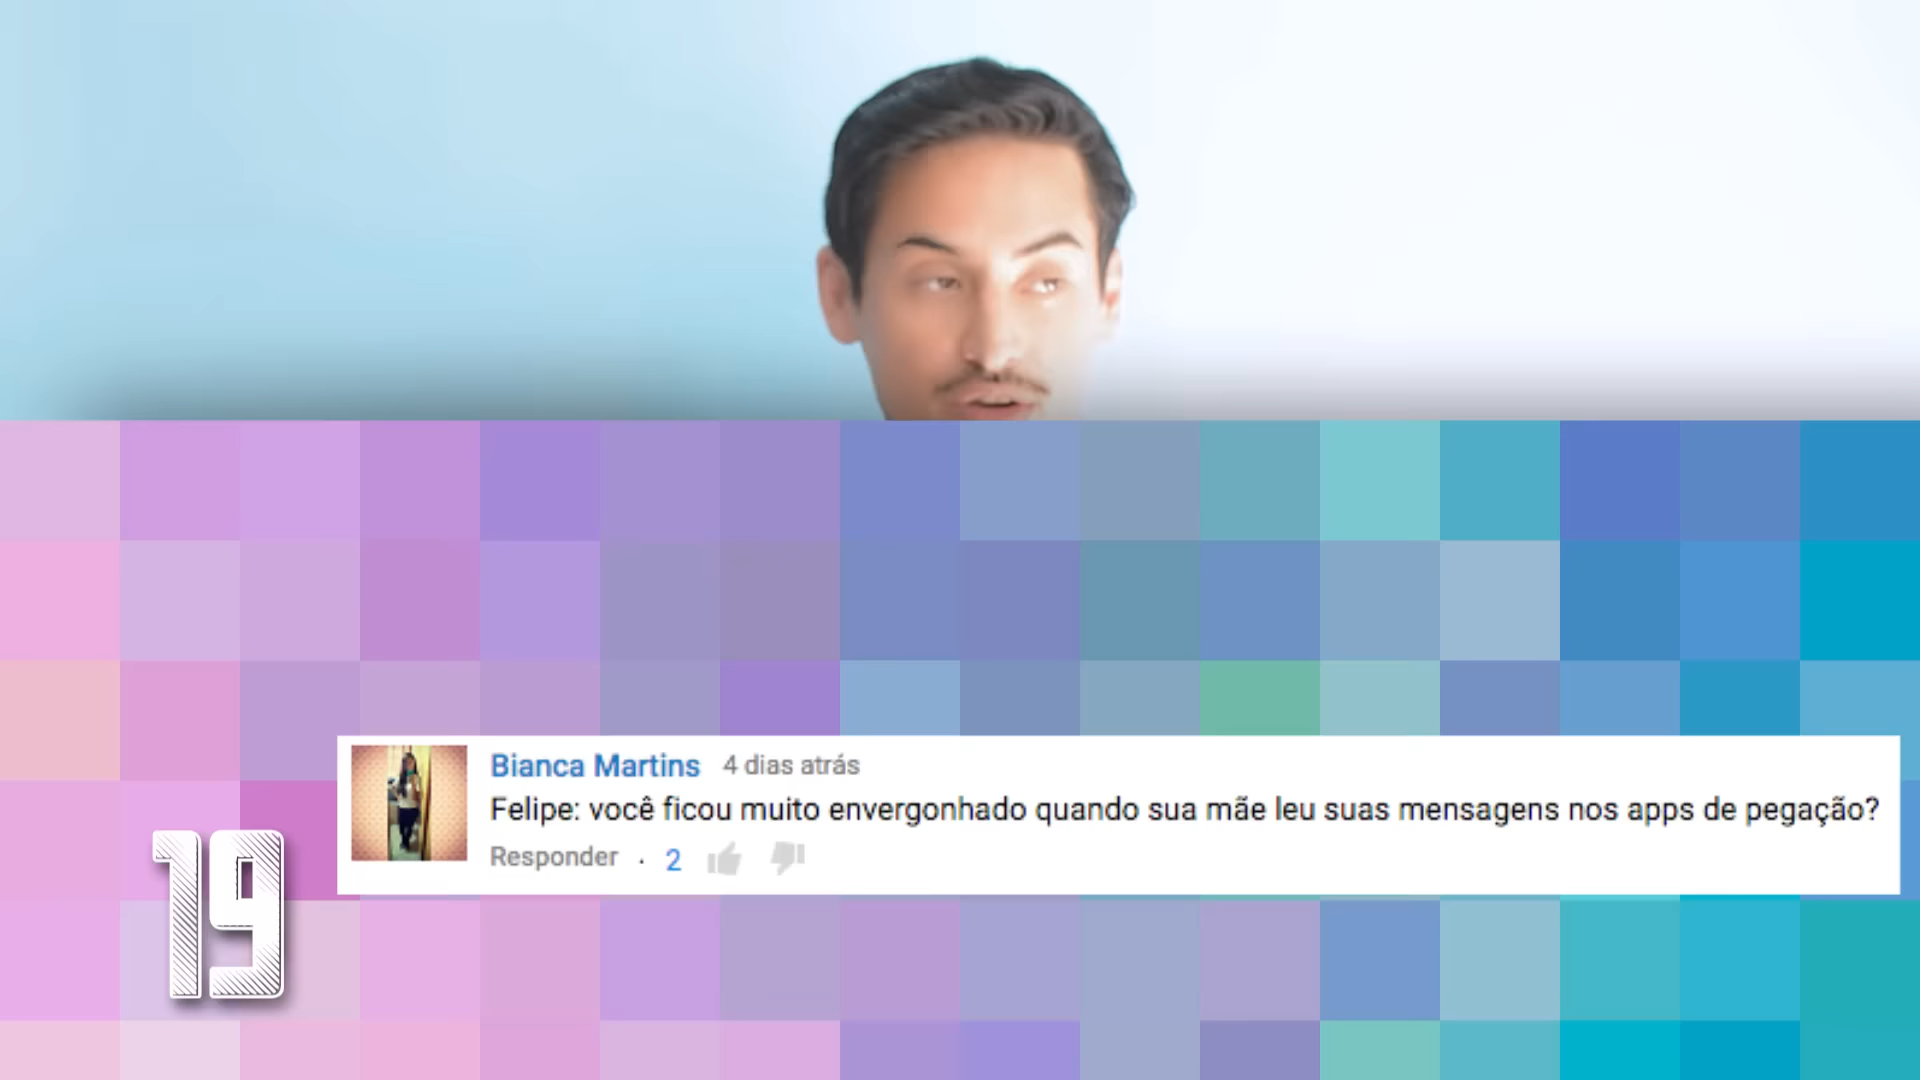 Bianca Martins 4 dias atrás
Felipe: você ficou muito envergonhado quando sua mãe leu suas mensagens nos apps de pegação?
Responder . 2
19